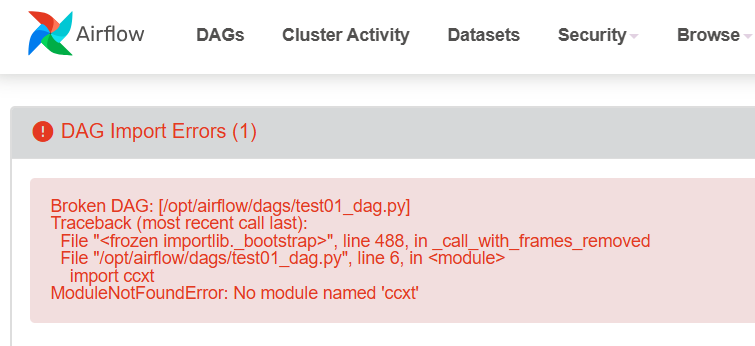 Airflow DAGs Cluster Activity Datasets Security Browse
DAG Import Errors (1)
Broken DAG: [/opt/airflow/dags/test01_dag.py]
Traceback (most recent call last):
File "<frozen importlib._bootstrap>", line 488, in _call_with_frames_removed
File "/opt/airflow/dags/test01_dag.py", line 6, in <module>
import ccxt
ModuleNotFoundError: No module named 'ccxt'